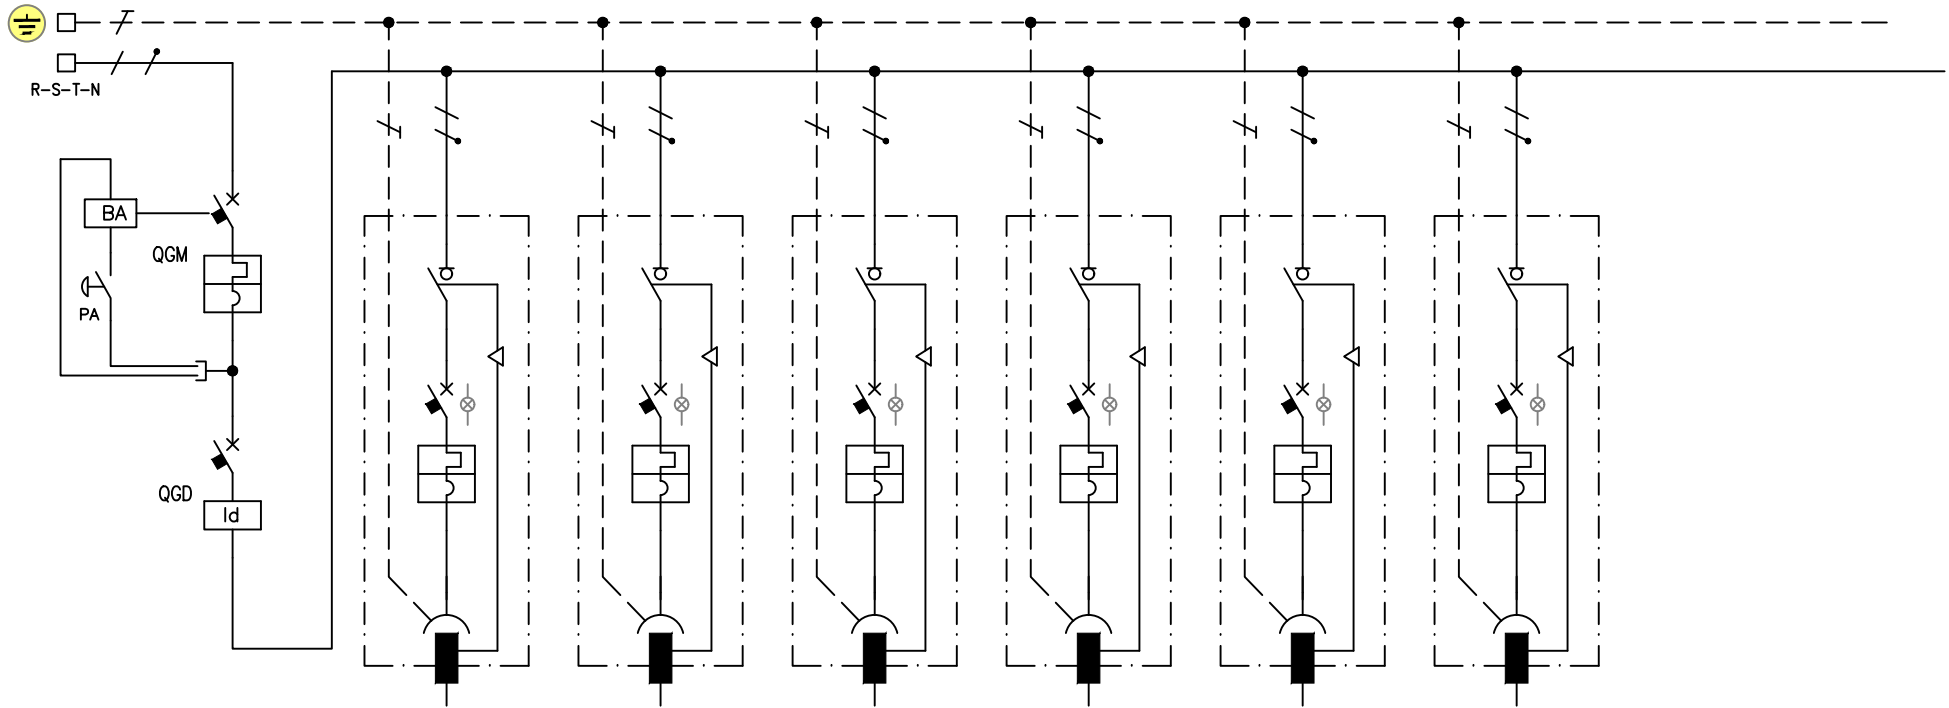 R-S-T-N
BA
QGM
PA
QGD
Id